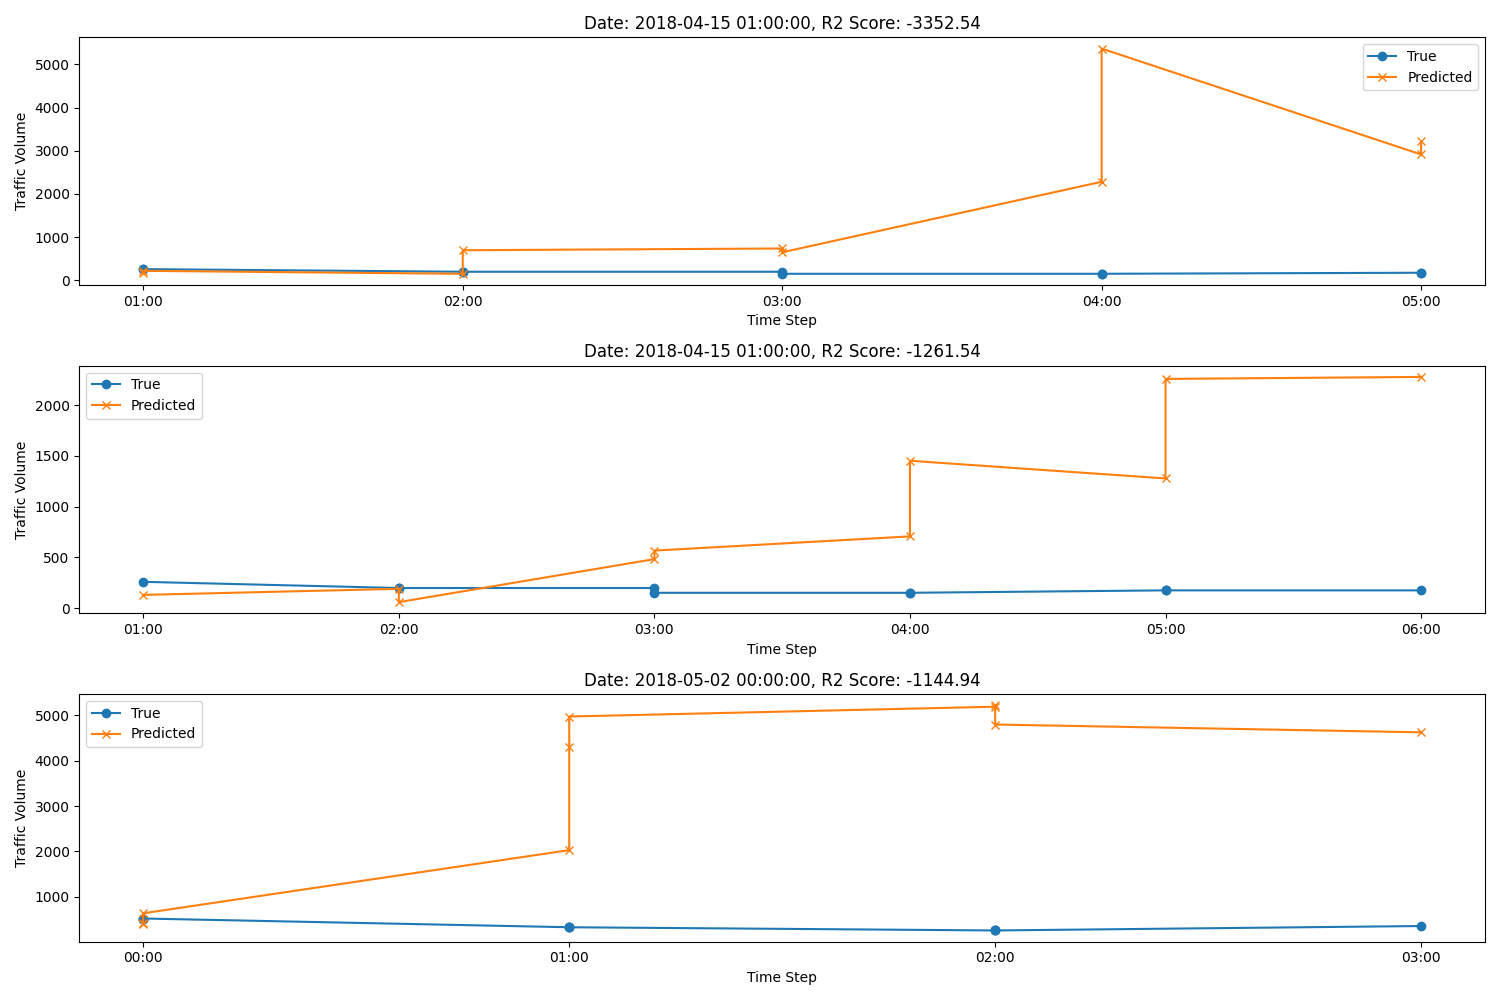 Date: 2018-04-15 01:00:00, R2 Score: -3352.54
True
Predicted
Traffic Volume
5000
4000
3000
2000
1000
0
01:00 02:00 03:00 04:00 05:00
Time Step
Date: 2018-04-15 01:00:00, R2 Score: -1261.54
True
Predicted
Traffic Volume
2000
1500
1000
500
0
01:00 02:00 03:00 04:00 05:00 06:00
Time Step
Date: 2018-05-02 00:00:00, R2 Score: -1144.94
True
Predicted
Traffic Volume
5000
4000
3000
2000
1000
00:00 01:00 02:00 03:00
Time Step